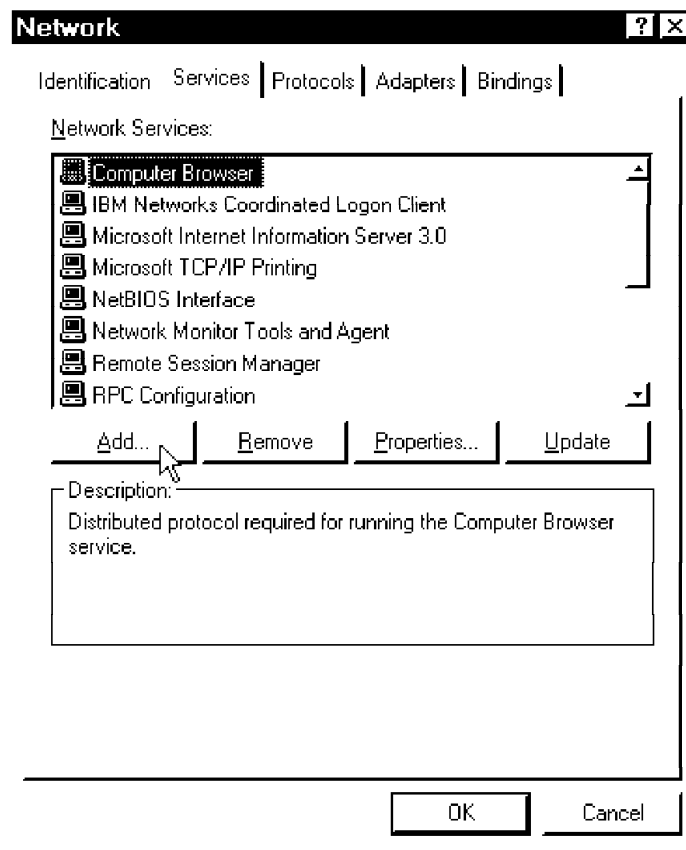 Network
Identification Services Protocols Adapters Bindings
Network Services:
Computer Browser
IBM Networks Coordinated Logon Client
Microsoft Internet Information Server 3.0
Microsoft TCP/IP Printing
NetBIOS Interface
Network Monitor Tools and Agent
Remote Session Manager
RPC Configuration
Add... Remove Properties... Update
Description:
Distributed protocol required for running the Computer Browser
service.
OK Cancel